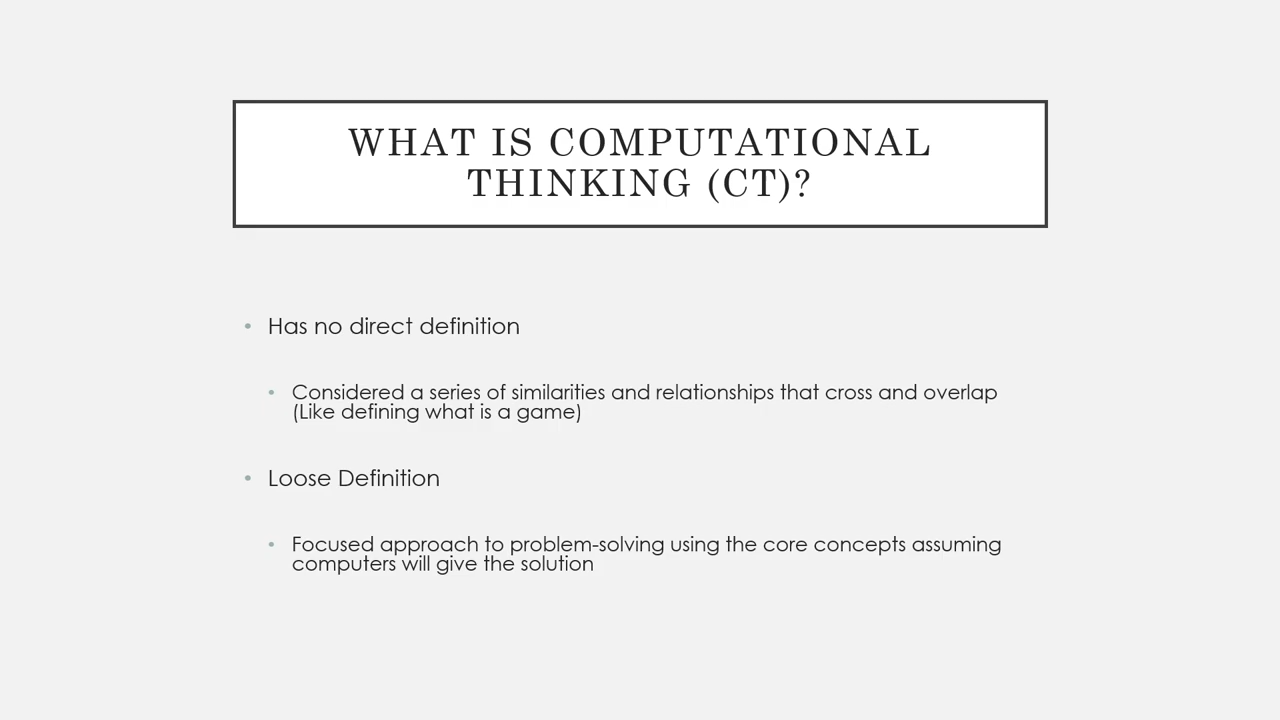 WHAT IS COMPUTATIONAL
THINKING (CT)?
• Has no direct definition
• Considered a series of similarities and relationships that cross and overlap
(Like defining what is a game)
• Loose Definition
• Focused approach to problem-solving using the core concepts assuming
computers will give the solution